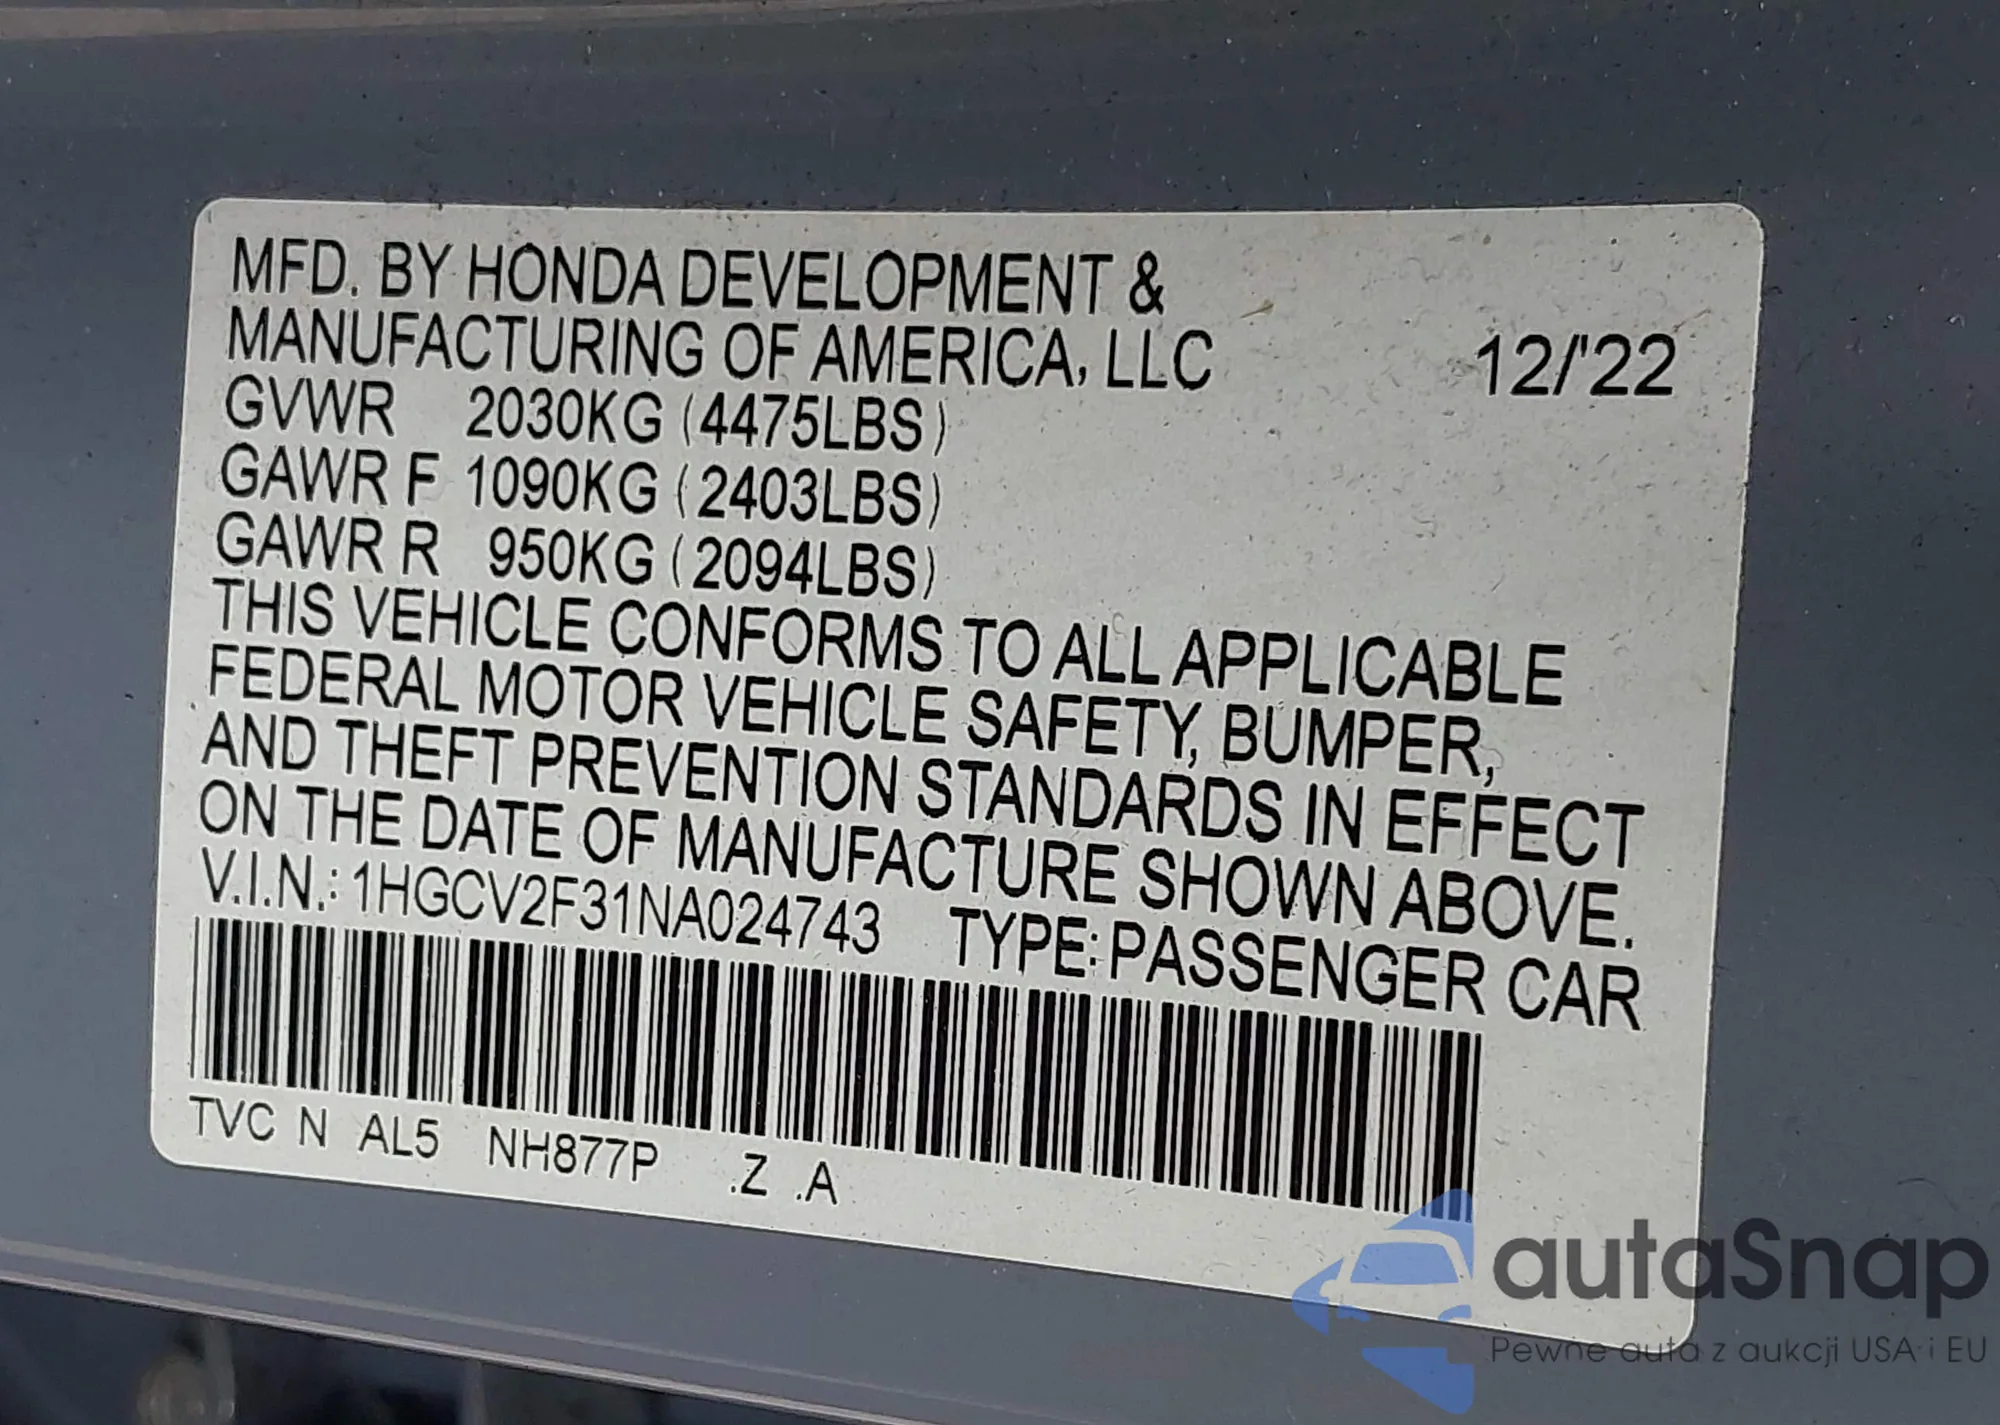 MFD. BY HONDA DEVELOPMENT &
MANUFACTURING OF AMERICA, LLC 12/'22
GVWR 2030KG (4475LBS)
GAWR F 1090KG (2403LBS)
GAWR R 950KG (2094LBS)
THIS VEHICLE CONFORMS TO ALL APPLICABLE
FEDERAL MOTOR VEHICLE SAFETY, BUMPER,
AND THEFT PREVENTION STANDARDS IN EFFECT
ON THE DATE OF MANUFACTURE SHOWN ABOVE.
V.I.N.: 1HGCV2F31NA024743 TYPE: PASSENGER CAR
TVC N AL5 NH877P .Z .A
autaSnap
Pewne auta z aukcji USA i EU